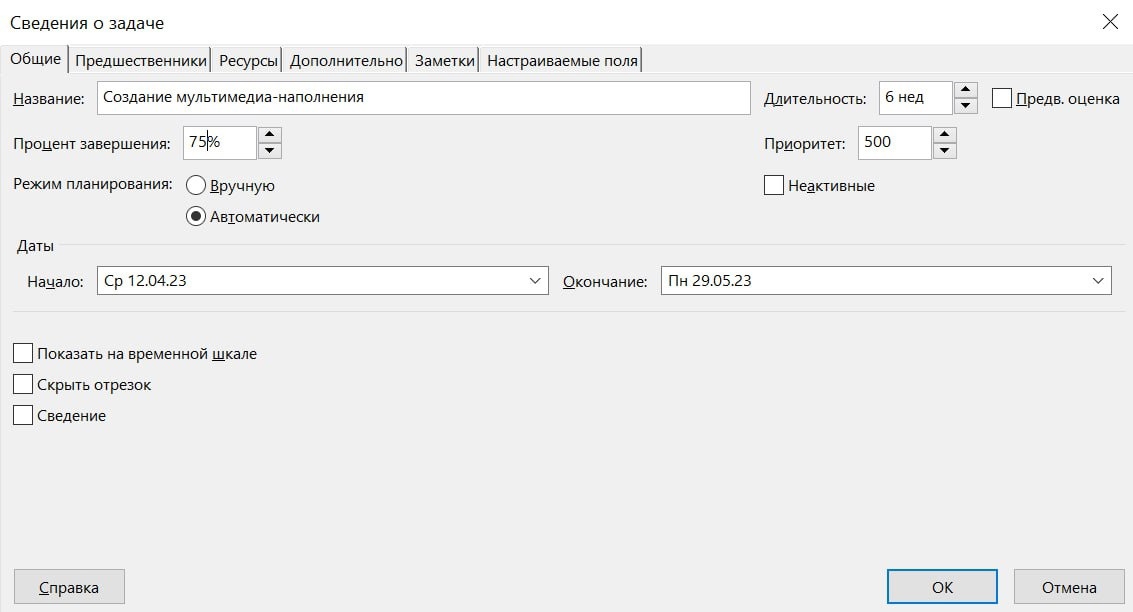 Сведения о задаче
Общие Предшественники Ресурсы Дополнительно Заметки Настраиваемые поля
Название: Создание мультимедиа-наполнения Длительность: 6 нед Предв. оценка
Процент завершения: 75% Приоритет: 500
Режим планирования: Вручную Неактивные
Автоматически
Даты
Начало: Ср 12.04.23 Окончание: Пн 29.05.23
Показать на временной шкале
Скрыть отрезок
Сведение
Справка ОК Отмена